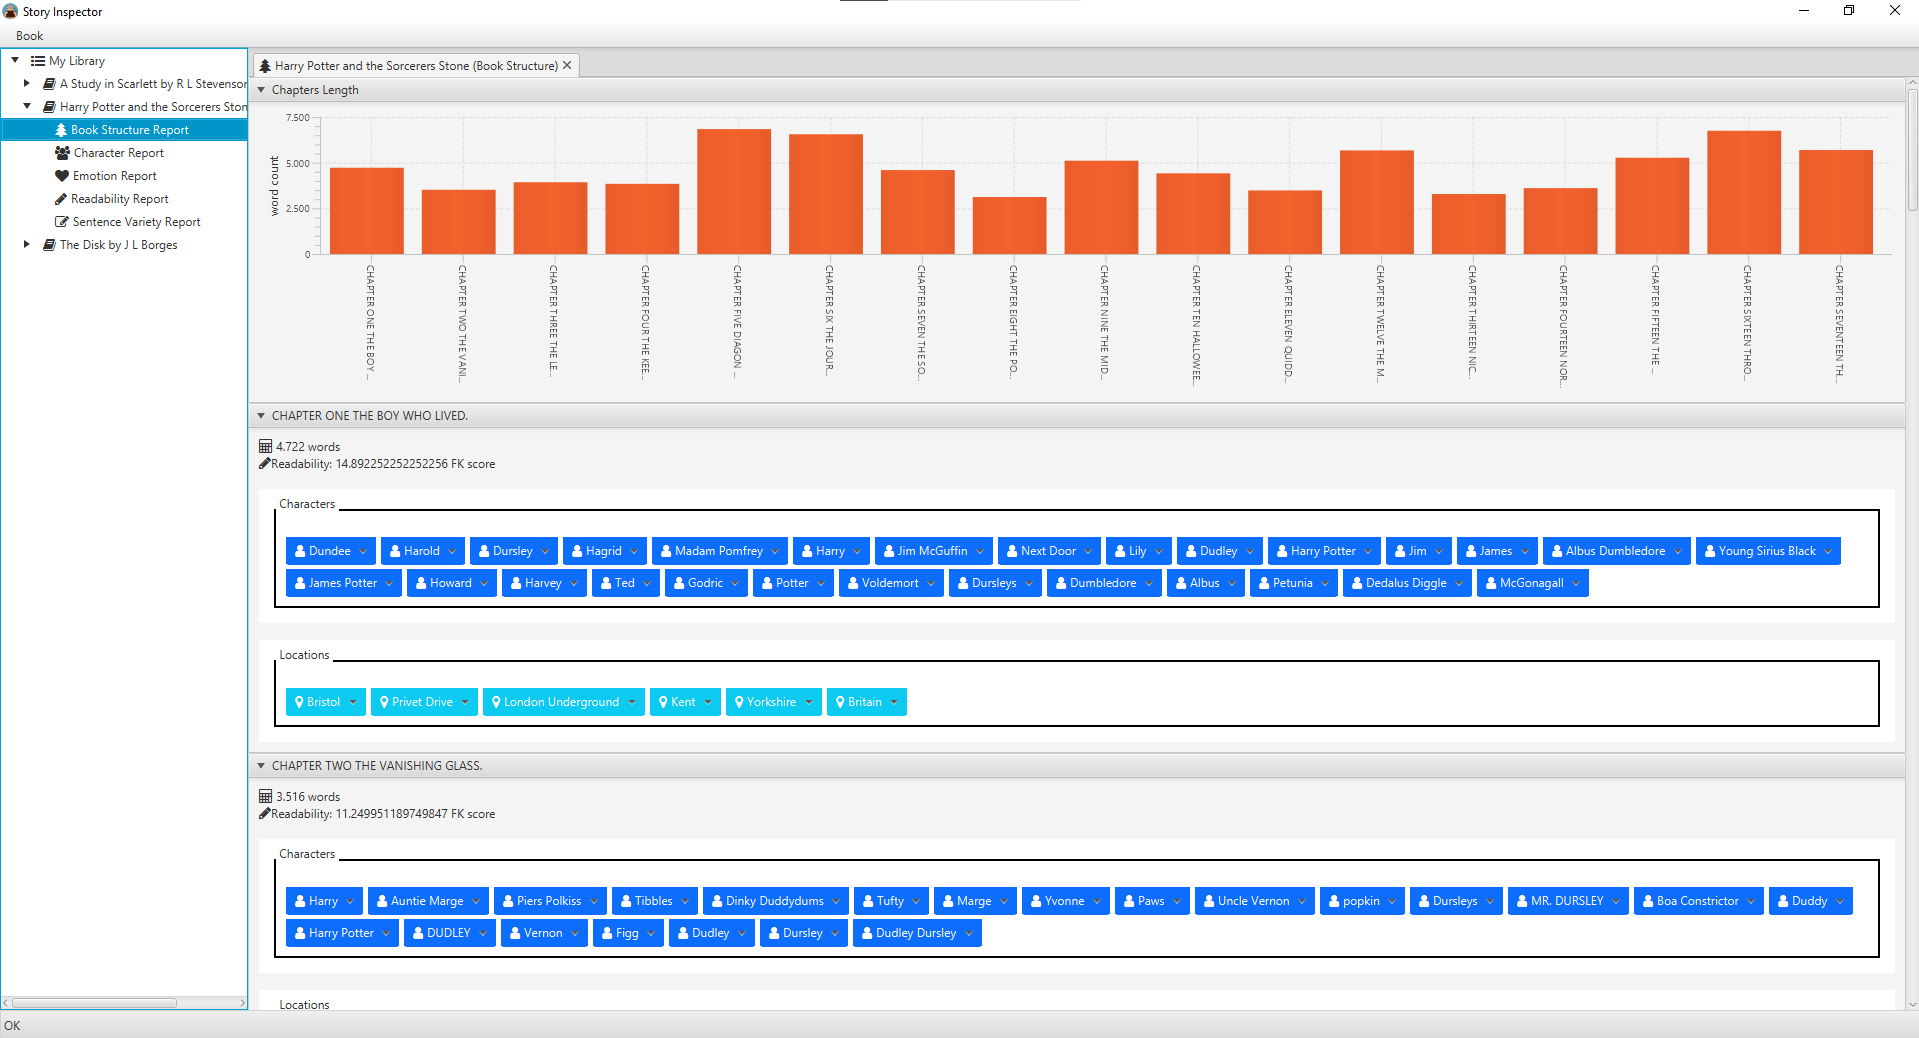 Story Inspector
Book
My Library
A Study in Scarlett by R L Stevenson
Harry Potter and the Sorcerers Ston
Book Structure Report
Character Report
Emotion Report
Readability Report
Sentence Variety Report
The Disk by J L Borges
Harry Potter and the Sorcerers Stone (Book Structure)
Chapters Length
word count
7.500
5.000
2.500
0
CHAPTER ONE THE BOY ...
CHAPTER TWO THE VANI...
CHAPTER THREE THE LE...
CHAPTER FOUR THE KEE...
CHAPTER FIVE DIAGON ...
CHAPTER SIX THE JOUR...
CHAPTER SEVEN THE SO...
CHAPTER EIGHT THE PO...
CHAPTER NINE THE MID...
CHAPTER TEN HALLOWEE...
CHAPTER ELEVEN QUIDD...
CHAPTER TWELVE THE M...
CHAPTER THIRTEEN NIC...
CHAPTER FOURTEEN NOR...
CHAPTER FIFTEEN THE ...
CHAPTER SIXTEEN THRO...
CHAPTER SEVENTEEN TH...
CHAPTER ONE THE BOY WHO LIVED.
4.722 words
Readability: 14.892252252252256 FK score
Characters
Dundee Harold Dursley Hagrid Madam Pomfrey Harry Jim McGuffin Next Door Lily Dudley Harry Potter Jim James Albus Dumbledore Young Sirius Black
James Potter Howard Harvey Ted Godric Potter Voldemort Dursleys Dumbledore Albus Petunia Dedalus Diggle McGonagall
Locations
Bristol Privet Drive London Underground Kent Yorkshire Britain
CHAPTER TWO THE VANISHING GLASS.
3.516 words
Readability: 11.249951189749847 FK score
Characters
Harry Auntie Marge Piers Polkiss Tibbles Dinky Duddydums Tufty Marge Yvonne Paws Uncle Vernon popkin Dursleys MR. DURSLEY Boa Constrictor Duddy
Harry Potter DUDLEY Vernon Figg Dudley Dursley Dudley Dursley
Locations
OK